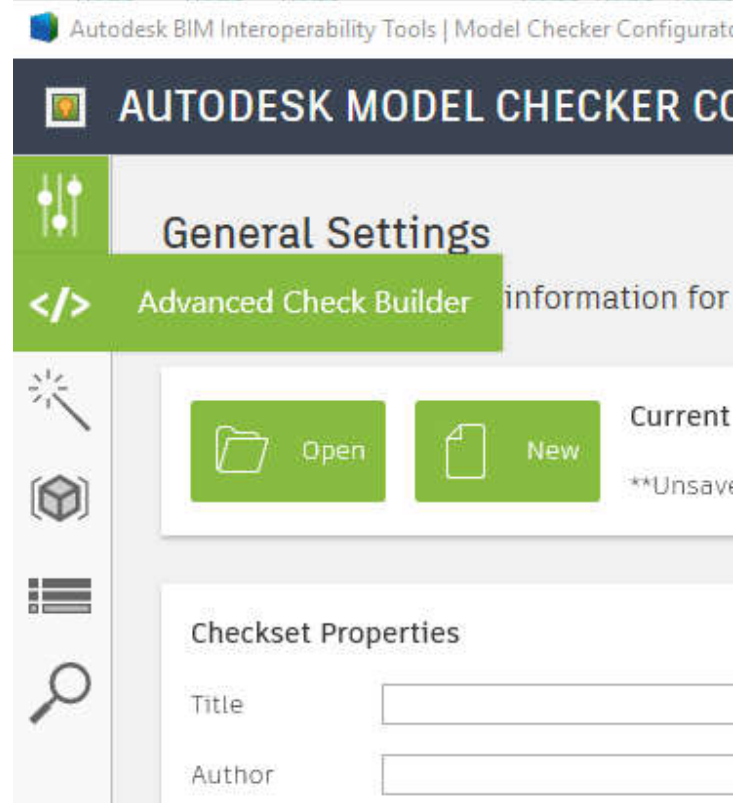 Autodesk BIM Interoperability Tools | Model Checker Configurato
AUTODESK MODEL CHECKER CO
General Settings
</> Advanced Check Builder information for
Open New Current
**Unsave
Checkset Properties
Title
Author